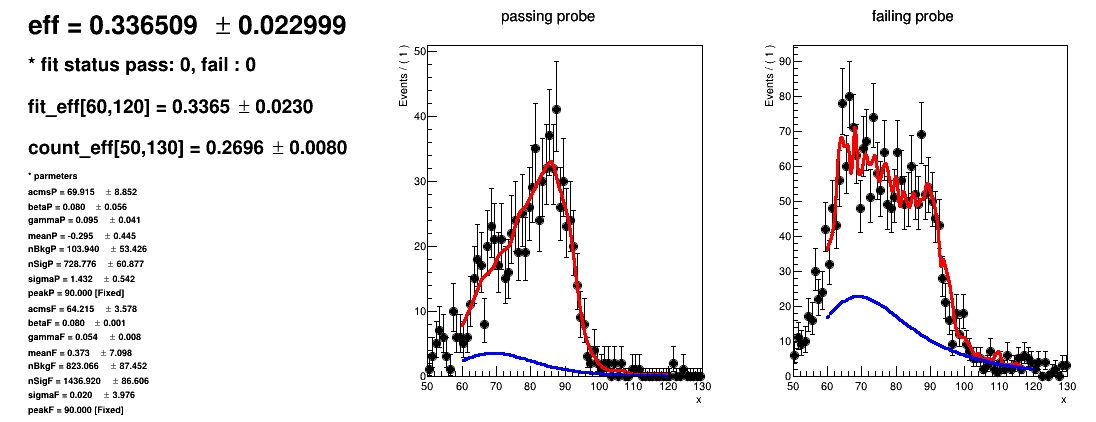 eff = 0.336509 ± 0.022999
* fit status pass: 0, fail : 0
fit_eff[60,120] = 0.3365 ± 0.0230
count_eff[50,130] = 0.2696 ± 0.0080
* parmeters
acmsP = 69.915 ± 8.852
betaP = 0.080 ± 0.056
gammaP = 0.095 ± 0.041
meanP = -0.295 ± 0.445
nBkgP = 103.940 ± 53.426
nSigP = 728.776 ± 60.877
sigmaP = 1.432 ± 0.542
peakP = 90.000 [Fixed]
acmsF = 64.215 ± 3.578
betaF = 0.080 ± 0.001
gammaF = 0.054 ± 0.008
meanF = 0.373 ± 7.098
nBkgF = 823.066 ± 87.452
nSigF = 1436.920 ± 86.606
sigmaF = 0.020 ± 3.976
peakF = 90.000 [Fixed]
passing probe
Events / ( 1 )
50
40
30
20
10
0
50 60 70 80 90 100 110 120 130
x
failing probe
Events / ( 1 )
90
80
70
60
50
40
30
20
10
0
50 60 70 80 90 100 110 120 130
x